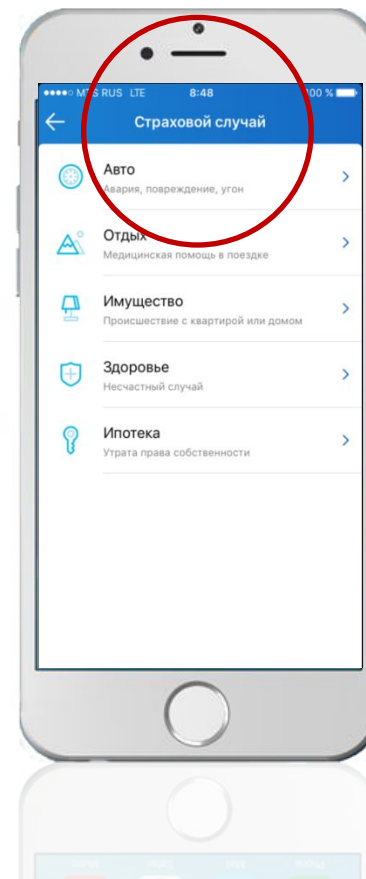 MTS RUS LTE 8:48 100 %
Страховой случай
Авто
Авария, повреждение, угон
Отдых
Медицинская помощь в поездке
Имущество
Происшествие с квартирой или домом
Здоровье
Несчастный случай
Ипотека
Утрата права собственности